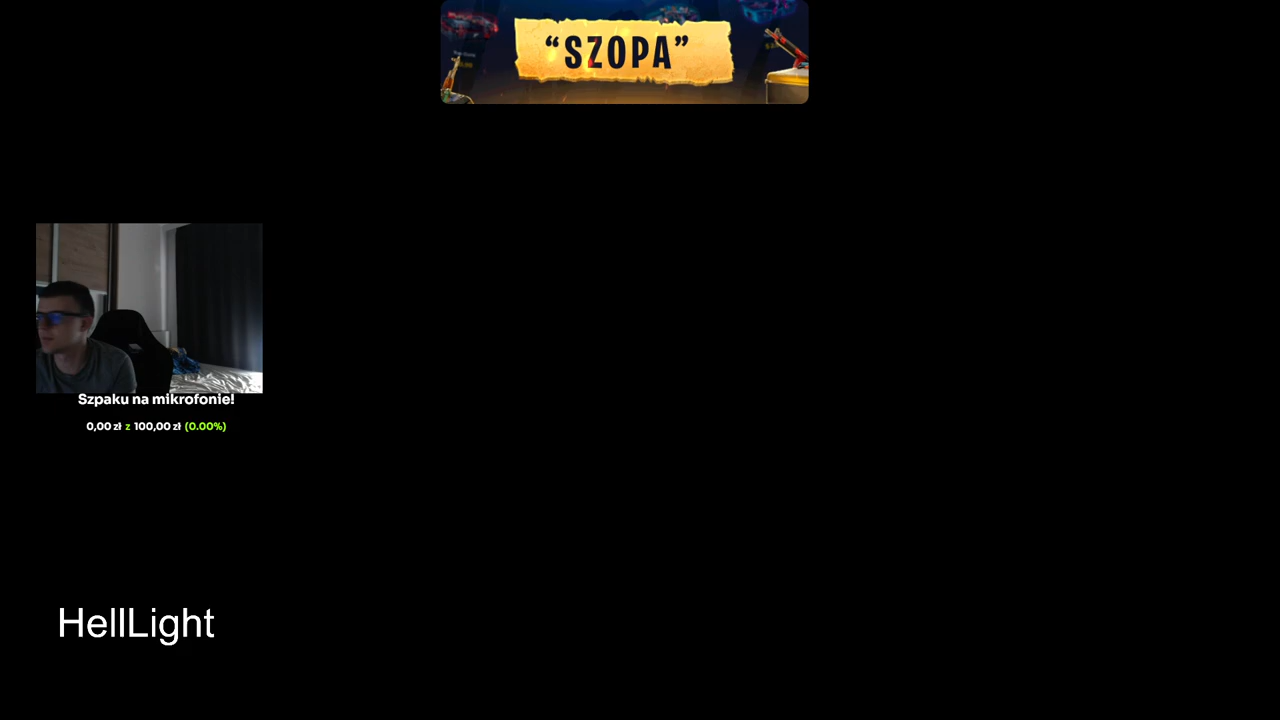 “SZOPA”
Szpaku na mikrofonie!
0,00 zł z 100,00 zł (0.00%)
HellLight